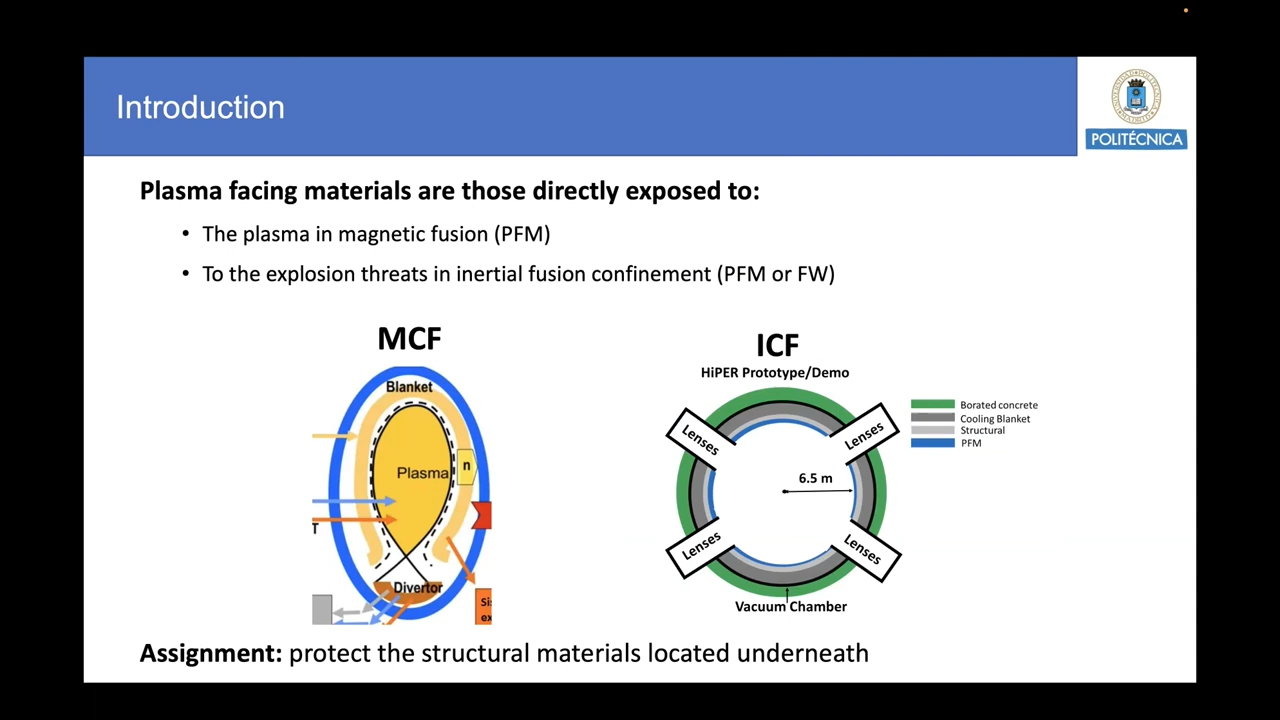 Introduction
POLITÉCNICA
Plasma facing materials are those directly exposed to:
• The plasma in magnetic fusion (PFM)
• To the explosion threats in inertial fusion confinement (PFM or FW)
MCF
Blanket
Plasma
n
T
Divertor
Si
ex
ICF
HiPER Prototype/Demo
Lenses
Lenses
6.5 m
Lenses
Lenses
Vacuum Chamber
Borated concrete
Cooling Blanket
Structural
PFM
Assignment: protect the structural materials located underneath